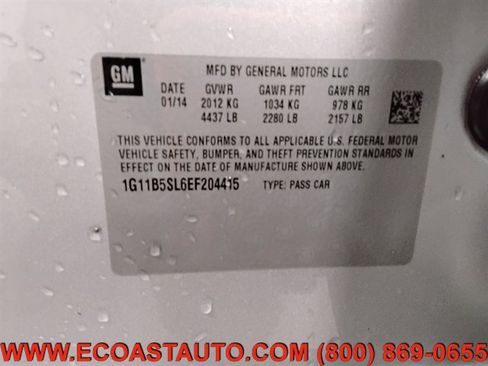 GM
MFD BY GENERAL MOTORS LLC
DATE GVWR GAWR FRT GAWR RR
01/14 2012 KG 1034 KG 978 KG
4437 LB 2280 LB 2157 LB
THIS VEHICLE CONFORMS TO ALL APPLICABLE U.S. FEDERAL MOTOR
VEHICLE SAFETY, BUMPER, AND THEFT PREVENTION STANDARDS IN
EFFECT ON THE DATE OF MANUFACTURE SHOWN ABOVE.
1G11B5SL6EF204415 TYPE: PASS CAR
WWW.ECOASTAUTO.COM (800) 869-0655